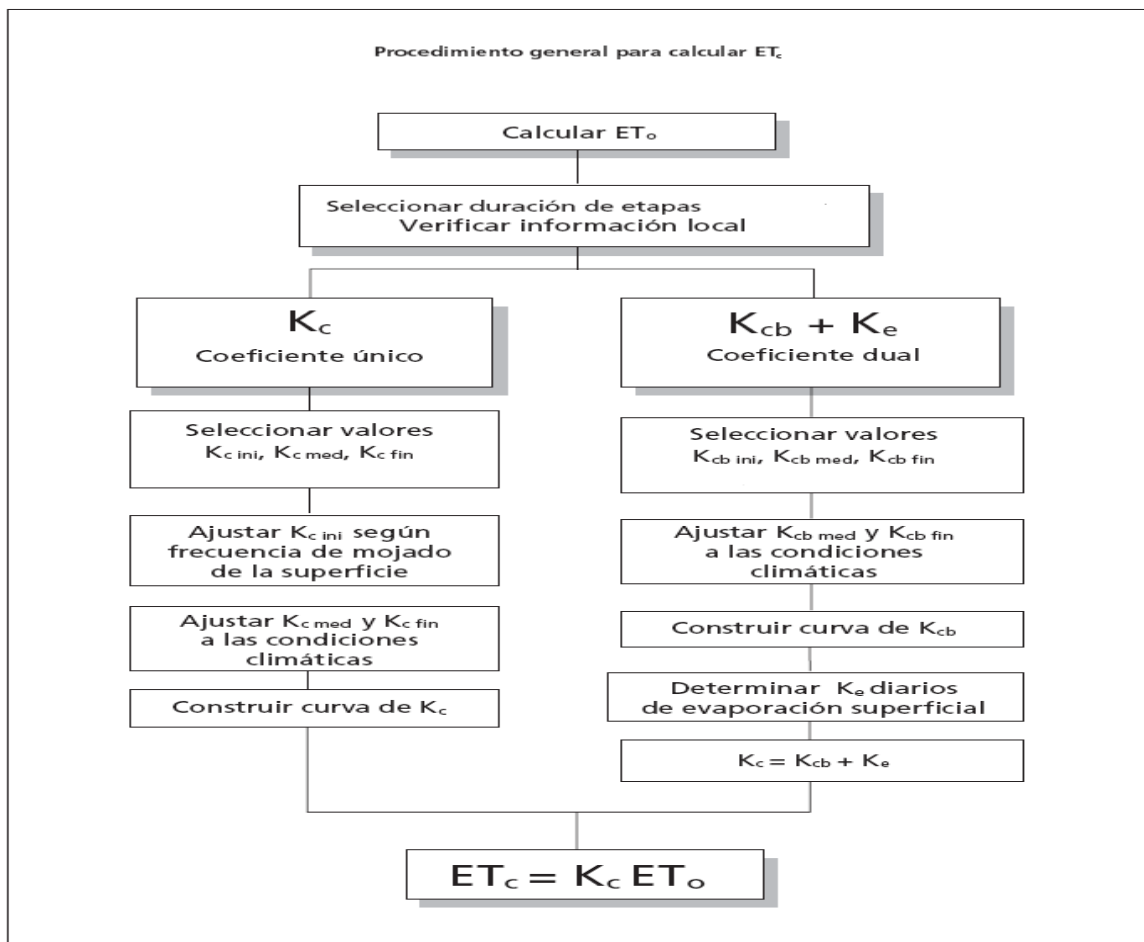 Procedimiento general para calcular ETc
Calcular ETo
Seleccionar duración de etapas
Verificar información local
Kc
Coeficiente único
Seleccionar valores
Kc ini, Kc med, Kc fin
Ajustar Kc ini según
frecuencia de mojado
de la superficie
Ajustar Kc med y Kc fin
a las condiciones
climáticas
Construir curva de Kc
Kcb + Ke
Coeficiente dual
Seleccionar valores
Kcb ini, Kcb med, Kcb fin
Ajustar Kcb med y Kcb fin
a las condiciones
climáticas
Construir curva de Kcb
Determinar Ke diarios
de evaporación superficial
Kc = Kcb + Ke
ETc = Kc ETo